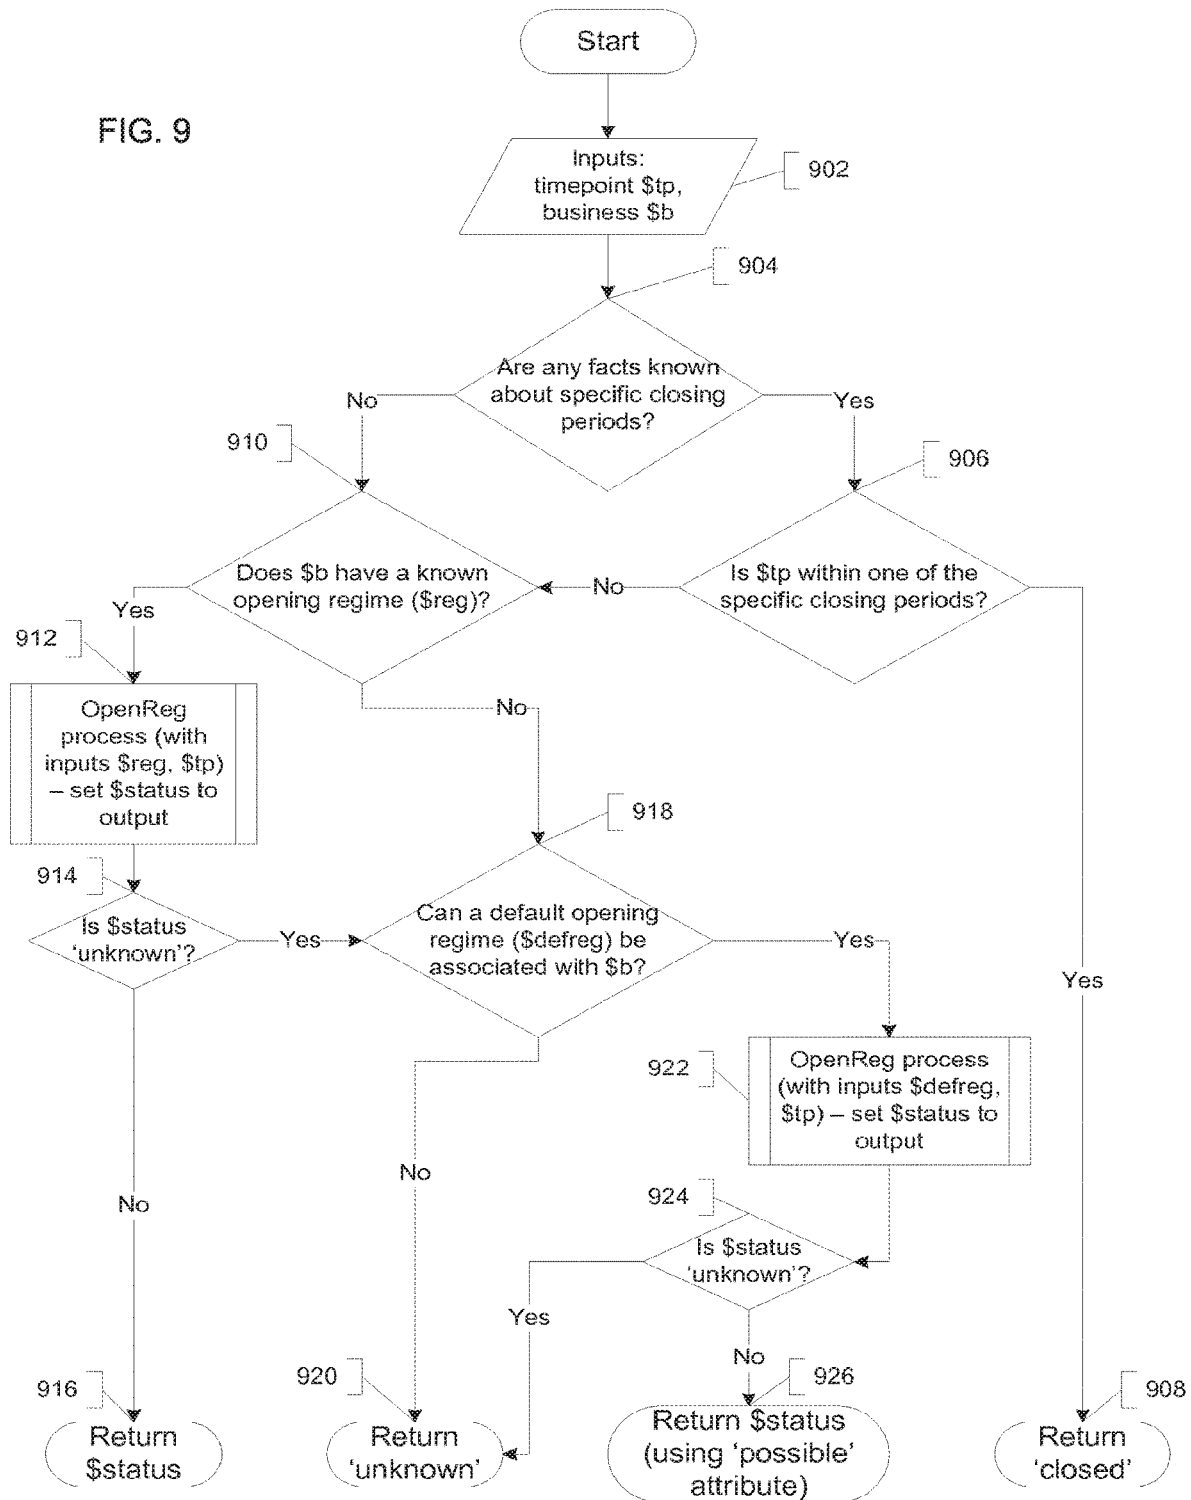 Start
FIG. 9
Inputs:
timepoint $tp,
business $b
902
904
Are any facts known
about specific closing
periods?
No
Yes
910
906
Does $b have a known
opening regime ($reg)?
No
Is $tp within one of the
specific closing periods?
Yes
912
OpenReg
process (with
inputs $reg, $tp)
– set $status to
output
No
918
914
Is $status
‘unknown’?
Yes
Can a default opening
regime ($defreg) be
associated with $b?
Yes
Yes
922
OpenReg process
(with inputs $defreg,
$tp) – set $status to
output
No
No
924
Is $status
‘unknown’?
Yes
No
916
920
926
908
Return
$status
Return
‘unknown’
Return $status
(using ‘possible’
attribute)
Return
‘closed’